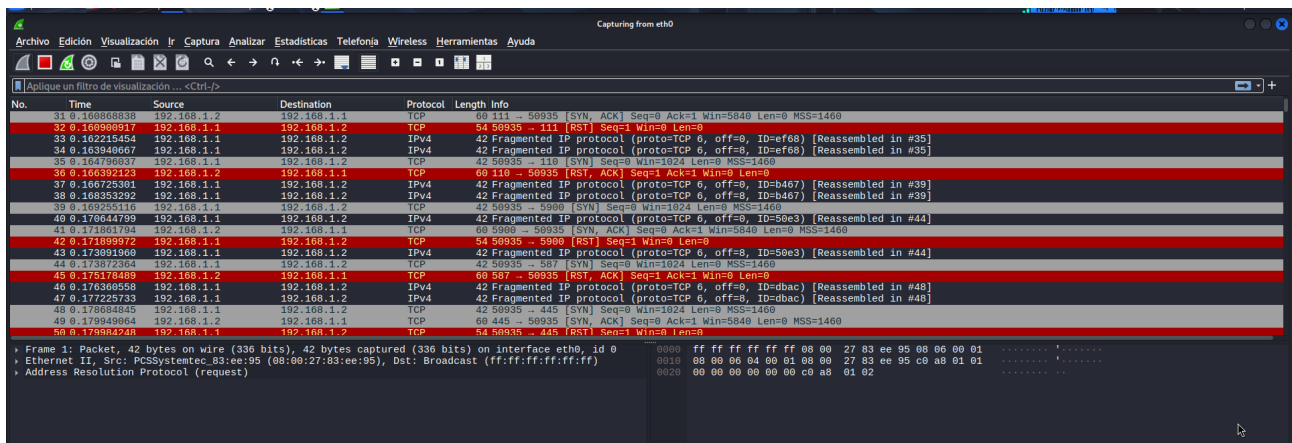 Capturing from eth0
Archivo Edición Visualización Ir Captura Analizar Estadísticas Telefonía Wireless Herramientas Ayuda
Aplique un filtro de visualización ... <Ctrl-/>
No. Time Source Destination Protocol Length Info
31 0.160868838 192.168.1.2 192.168.1.1 TCP 60 111 → 50935 [SYN, ACK] Seq=0 Ack=1 Win=5840 Len=0 MSS=1460
32 0.160900917 192.168.1.1 192.168.1.2 TCP 54 50935 → 111 [RST] Seq=1 Win=0 Len=0
33 0.162215454 192.168.1.1 192.168.1.2 IPv4 42 Fragmented IP protocol (proto=TCP 6, off=0, ID=ef68) [Reassembled in #35]
34 0.163940667 192.168.1.1 192.168.1.2 IPv4 42 Fragmented IP protocol (proto=TCP 6, off=8, ID=ef68) [Reassembled in #35]
35 0.164796037 192.168.1.1 192.168.1.2 TCP 42 50935 → 110 [SYN] Seq=0 Win=1024 Len=0 MSS=1460
36 0.166392123 192.168.1.2 192.168.1.1 TCP 60 110 → 50935 [RST, ACK] Seq=1 Ack=1 Win=0 Len=0
37 0.166725301 192.168.1.1 192.168.1.2 IPv4 42 Fragmented IP protocol (proto=TCP 6, off=0, ID=b467) [Reassembled in #39]
38 0.168353292 192.168.1.1 192.168.1.2 IPv4 42 Fragmented IP protocol (proto=TCP 6, off=8, ID=b467) [Reassembled in #39]
39 0.169255116 192.168.1.1 192.168.1.2 TCP 42 50935 → 5900 [SYN] Seq=0 Win=1024 Len=0 MSS=1460
40 0.170644799 192.168.1.1 192.168.1.2 IPv4 42 Fragmented IP protocol (proto=TCP 6, off=0, ID=50e3) [Reassembled in #44]
41 0.171861794 192.168.1.2 192.168.1.1 TCP 60 5900 → 50935 [SYN, ACK] Seq=0 Ack=1 Win=5840 Len=0 MSS=1460
42 0.171899972 192.168.1.1 192.168.1.2 TCP 54 50935 → 5900 [RST] Seq=1 Win=0 Len=0
43 0.173091960 192.168.1.1 192.168.1.2 IPv4 42 Fragmented IP protocol (proto=TCP 6, off=8, ID=50e3) [Reassembled in #44]
44 0.173872364 192.168.1.1 192.168.1.2 TCP 42 50935 → 587 [SYN] Seq=0 Win=1024 Len=0 MSS=1460
45 0.175178489 192.168.1.2 192.168.1.1 TCP 60 587 → 50935 [RST, ACK] Seq=1 Ack=1 Win=0 Len=0
46 0.176360558 192.168.1.1 192.168.1.2 IPv4 42 Fragmented IP protocol (proto=TCP 6, off=0, ID=dbac) [Reassembled in #48]
47 0.177225733 192.168.1.1 192.168.1.2 IPv4 42 Fragmented IP protocol (proto=TCP 6, off=8, ID=dbac) [Reassembled in #48]
48 0.178684845 192.168.1.1 192.168.1.2 TCP 42 50935 → 445 [SYN] Seq=0 Win=1024 Len=0 MSS=1460
49 0.179949064 192.168.1.2 192.168.1.1 TCP 60 445 → 50935 [SYN, ACK] Seq=0 Ack=1 Win=5840 Len=0 MSS=1460
50 0.179984248 192.168.1.1 192.168.1.2 TCP 54 50935 → 445 [RST] Seq=1 Win=0 Len=0
Frame 1: Packet, 42 bytes on wire (336 bits), 42 bytes captured (336 bits) on interface eth0, id 0
Ethernet II, Src: PCSSystemtec_83:ee:95 (08:00:27:83:ee:95), Dst: Broadcast (ff:ff:ff:ff:ff:ff)
Address Resolution Protocol (request)
0000 ff ff ff ff ff ff 08 00 27 83 ee 95 08 06 00 01 ········ '·······
0010 08 00 06 04 00 01 08 00 27 83 ee 95 c0 a8 01 01 ········ '·······
0020 00 00 00 00 00 00 c0 a8 01 02 ········ ··